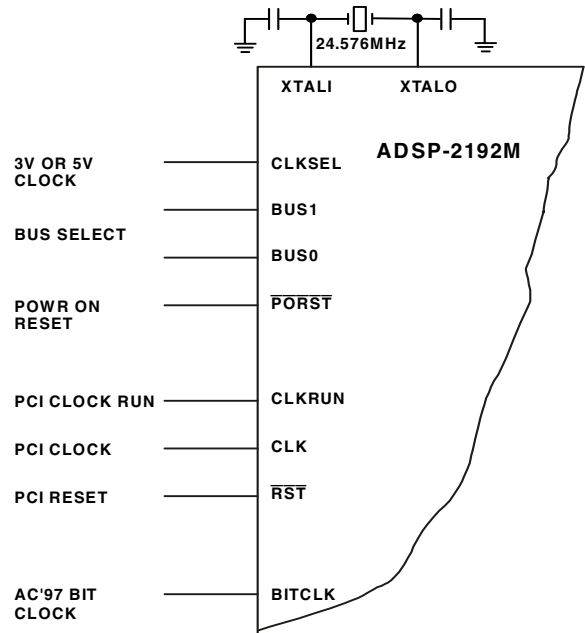 24.576MHz
XTALI XTALO
ADSP-2192M
3V OR 5V
CLOCK
CLKSEL
BUS1
BUS SELECT
BUS0
POWR ON
RESET
PORST
PCI CLOCK RUN CLKRUN
PCI CLOCK CLK
PCI RESET RST
AC'97 BIT
CLOCK
BITCLK